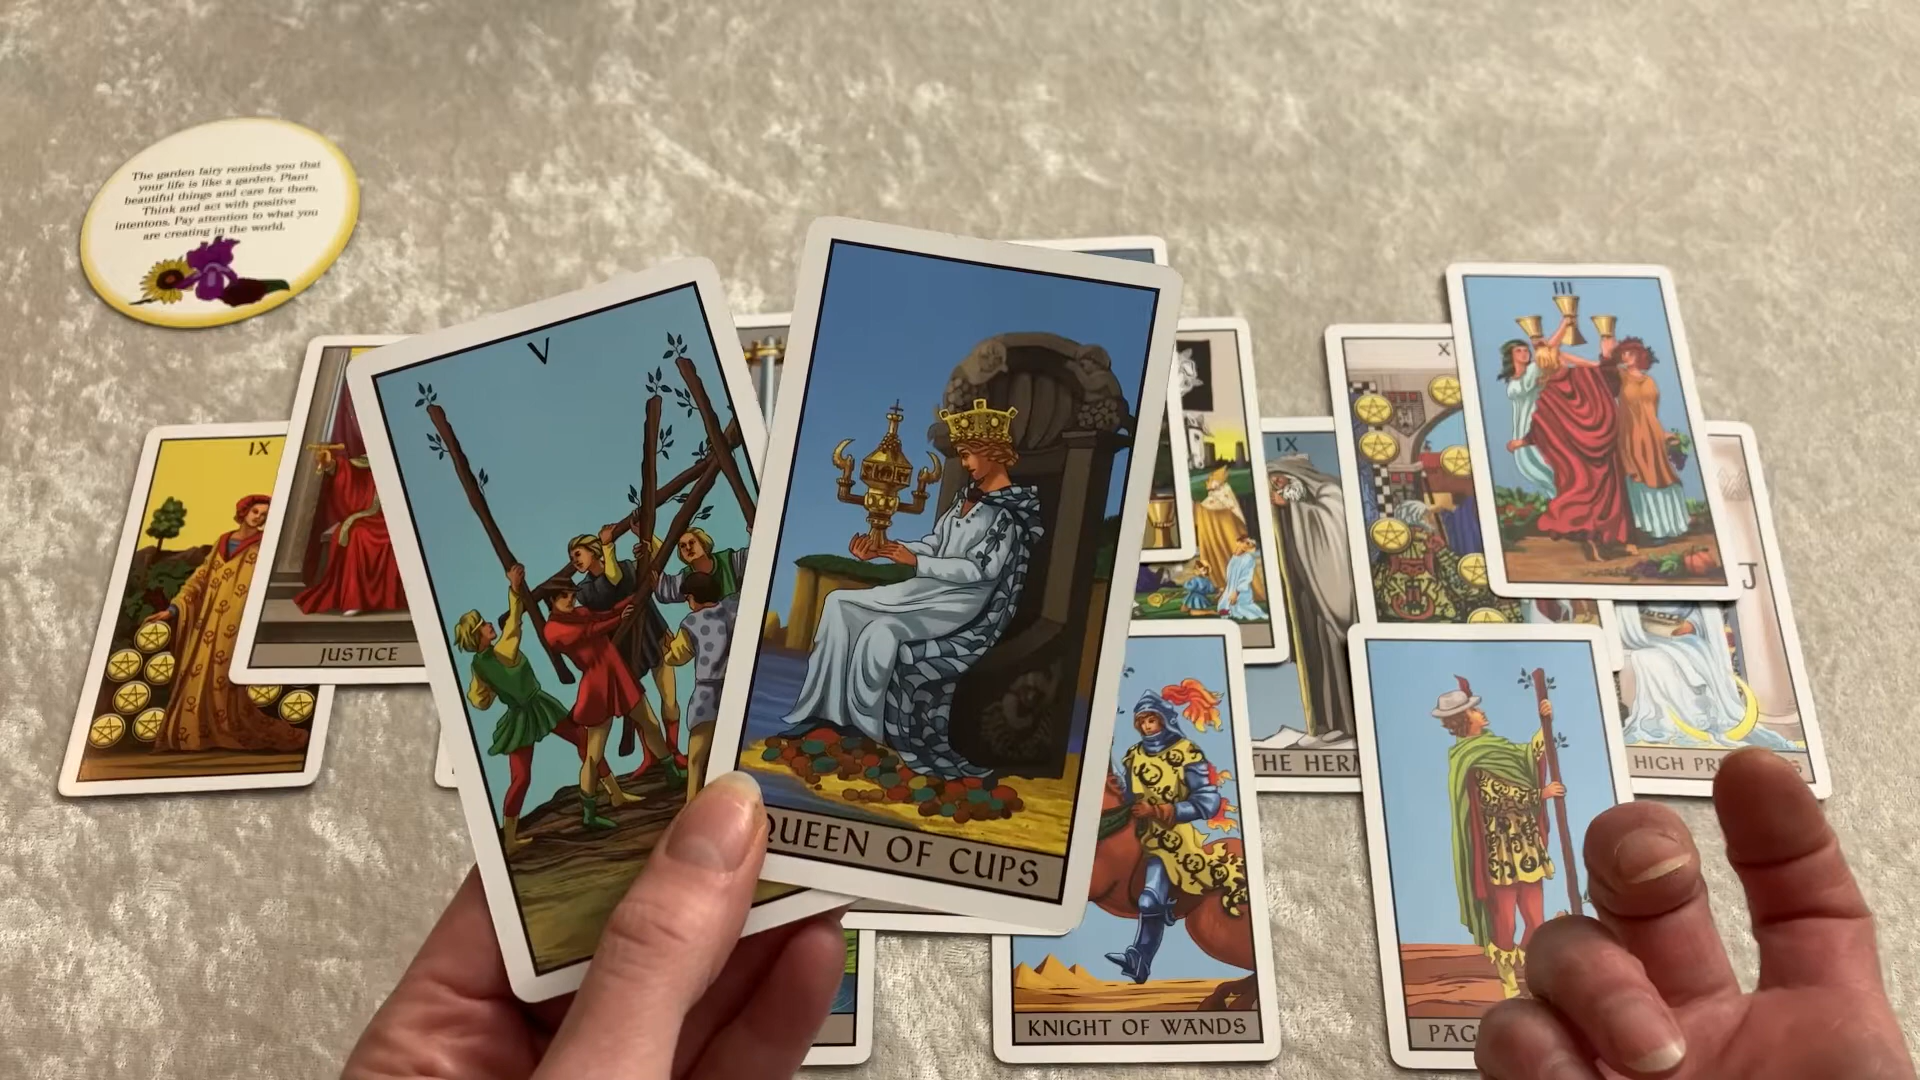 The garden fairy reminds you that
your life is like a garden. Plant
beautiful things and care for them.
Think and act with positive
intentons. Pay attention to what you
are creating in the world.
IX
JUSTICE
V
QUEEN OF CUPS
KNIGHT OF WANDS
IX
THE HERM
X
III
PAG
J
HIGH PRI